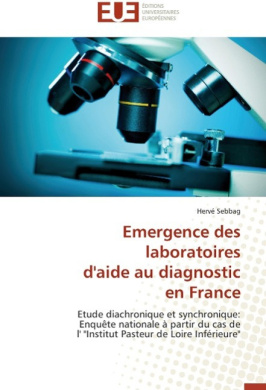 EUE
ÉDITIONS
UNIVERSITAIRES
EUROPÉENNES
Hervé Sebbag
Emergence des
laboratoires
d'aide au diagnostic
en France
Etude diachronique et synchronique:
Enquête nationale à partir du cas de
l' "Institut Pasteur de Loire Inférieure"